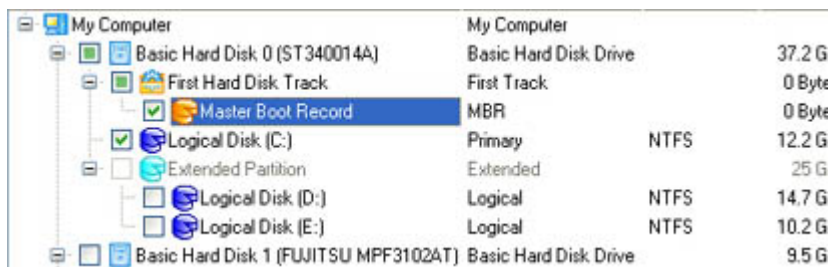 My Computer My Computer
Basic Hard Disk 0 (ST340014A) Basic Hard Disk Drive 37.2 G
First Hard Disk Track First Track 0 Byte
Master Boot Record MBR 0 Byte
Logical Disk (C:) Primary NTFS 12.2 G
Extended Partition Extended 25 G
Logical Disk (D:) Logical NTFS 14.7 G
Logical Disk (E:) Logical NTFS 10.2 G
Basic Hard Disk 1 (FUJITSU MPF3102AT) Basic Hard Disk Drive 9.5 G